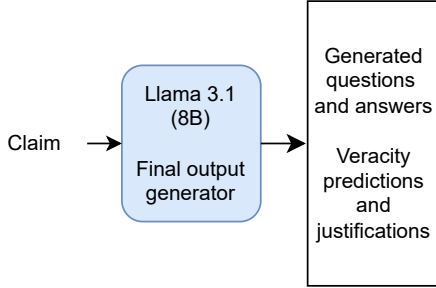 Claim
Llama 3.1
(8B)
Final output
generator
Generated
questions
and answers
Veracity
predictions
and
justifications